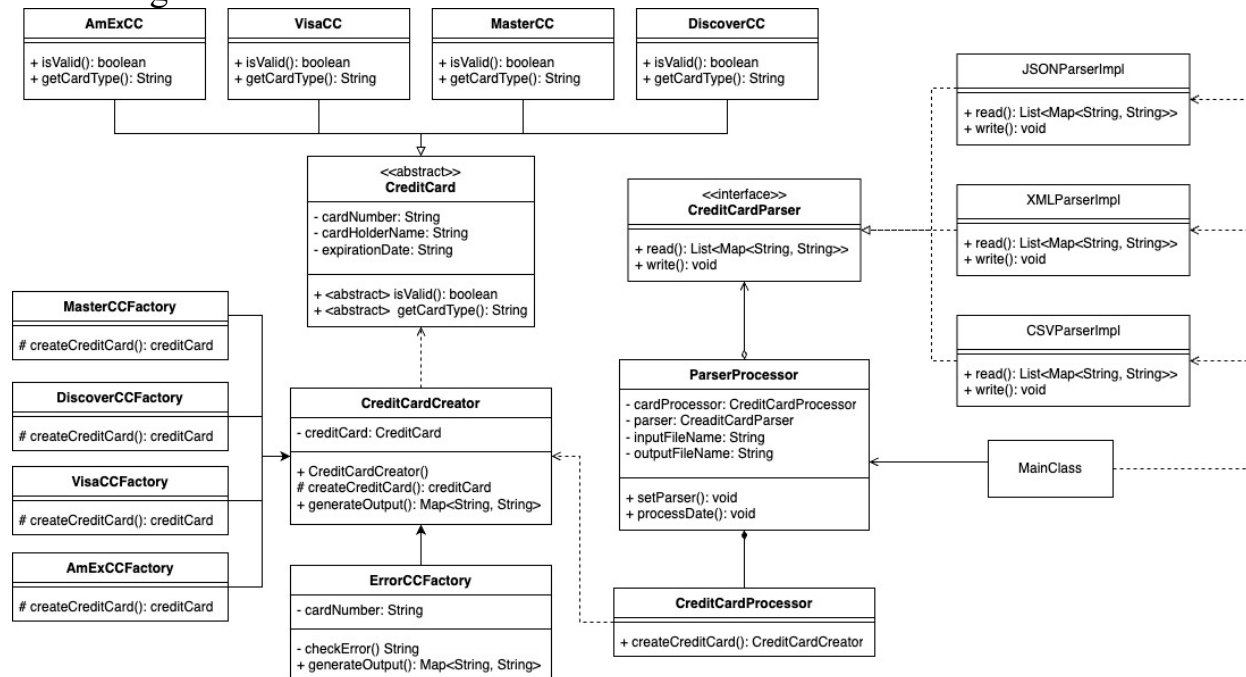 AmExCC
+ isValid(): boolean
+ getCardType(): String
VisaCC
+ isValid(): boolean
+ getCardType(): String
MasterCC
+ isValid(): boolean
+ getCardType(): String
DiscoverCC
+ isValid(): boolean
+ getCardType(): String
JSONParserImpl
+ read(): List<Map<String, String>>
+ write(): void
<<abstract>>
CreditCard
- cardNumber: String
- cardHolderName: String
- expirationDate: String
+ <abstract> isValid(): boolean
+ <abstract> getCardType(): String
<<interface>>
CreditCardParser
+ read(): List<Map<String, String>>
+ write(): void
XMLParserImpl
+ read(): List<Map<String, String>>
+ write(): void
MasterCCFactory
# createCreditCard(): creditCard
CSVParserImpl
+ read(): List<Map<String, String>>
+ write(): void
DiscoverCCFactory
# createCreditCard(): creditCard
CreditCardCreator
- creditCard: CreditCard
+ CreditCardCreator()
# createCreditCard(): creditCard
+ generateOutput(): Map<String, String>
ParserProcessor
- cardProcessor: CreditCardProcessor
- parser: CreaditCardParser
- inputFileName: String
- outputFileName: String
+ setParser(): void
+ processDate(): void
MainClass
VisaCCFactory
# createCreditCard(): creditCard
AmExCCFactory
# createCreditCard(): creditCard
ErrorCCFactory
- cardNumber: String
- checkError() String
+ generateOutput(): Map<String, String>
CreditCardProcessor
+ createCreditCard(): CreditCardCreator